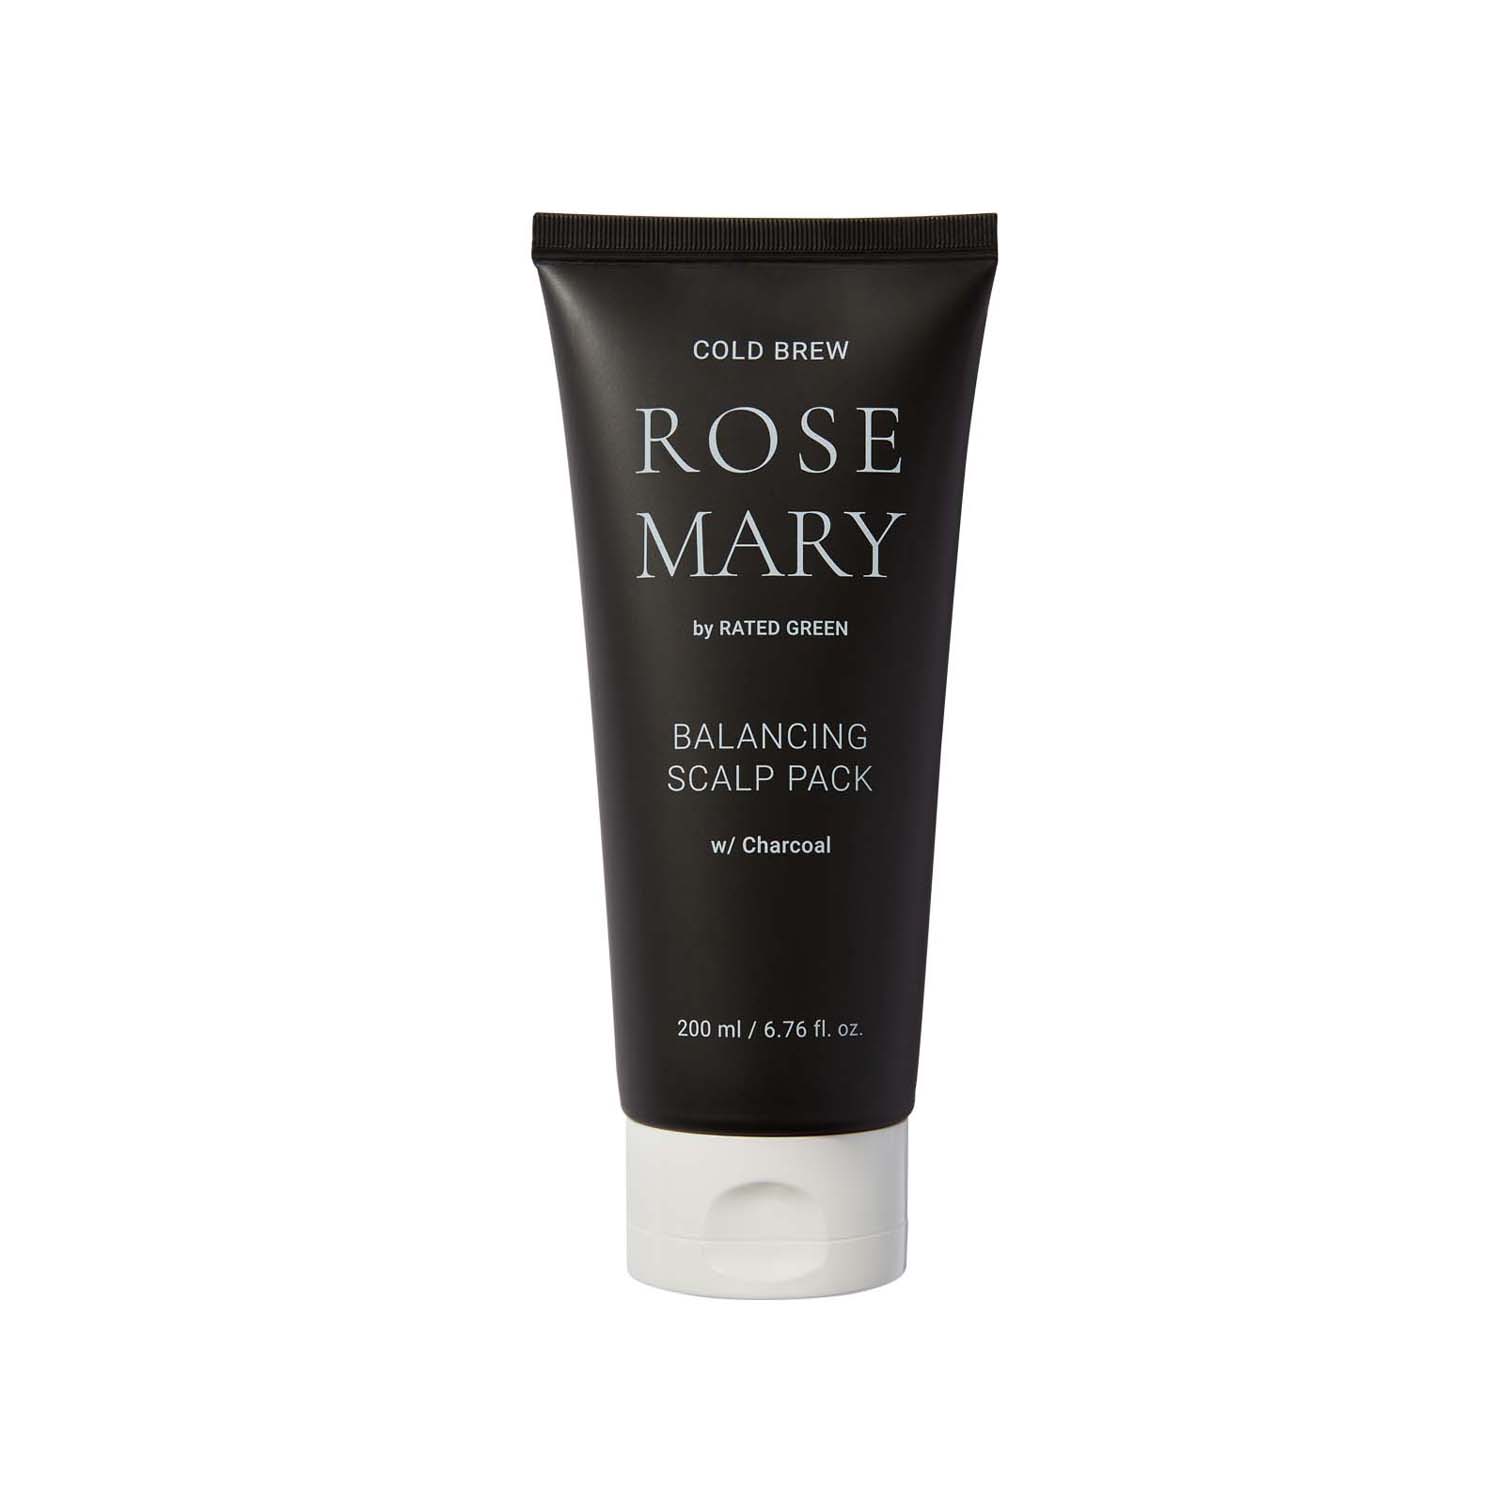 COLD BREW
ROSE
MARY
by RATED GREEN
BALANCING
SCALP PACK
w/ Charcoal
200 ml / 6.76 fl. oz.